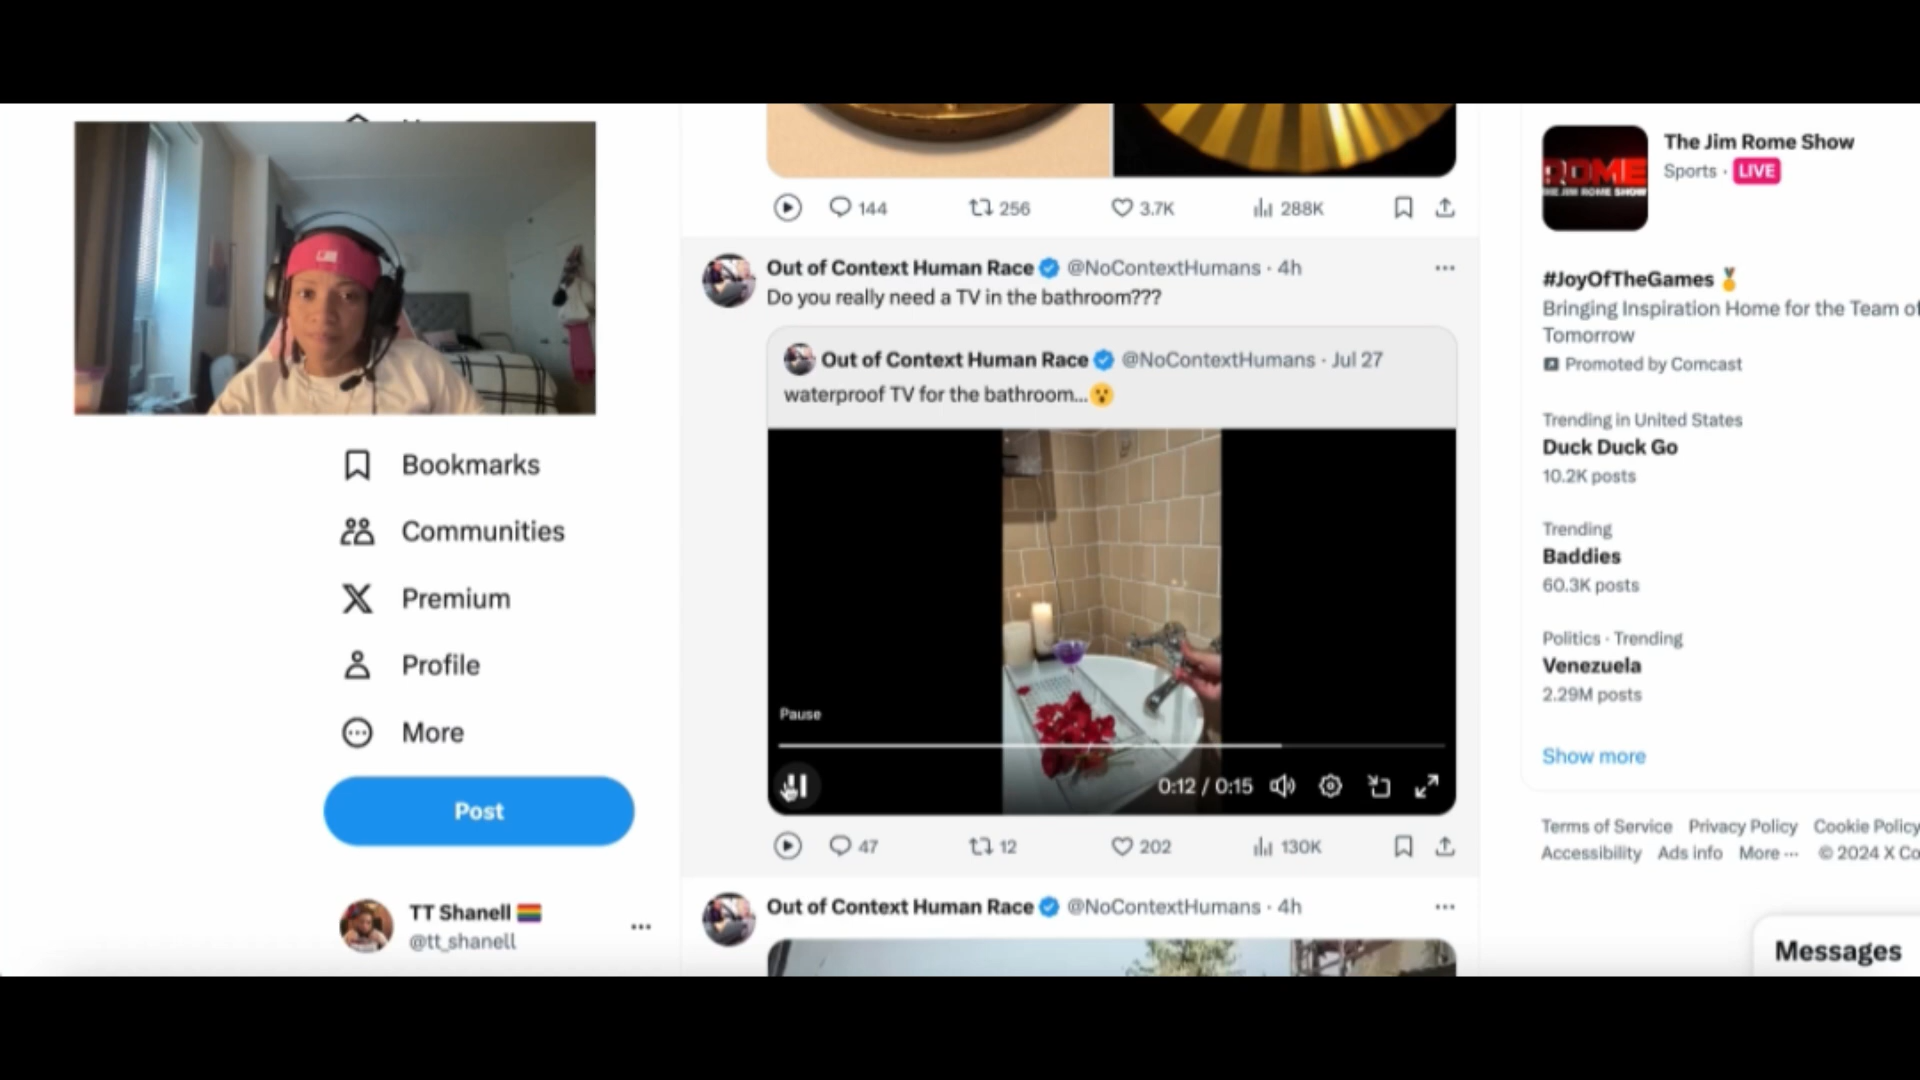 Bookmarks
Communities
Premium
Profile
More
Post
TT Shanell 🏳️‍🌈
@tt_shanell
144 256 3.7K 288K
Out of Context Human Race @NoContextHumans · 4h
Do you really need a TV in the bathroom???
Out of Context Human Race @NoContextHumans · Jul 27
waterproof TV for the bathroom...😮
Pause
0:12 / 0:15
47 12 202 130K
Out of Context Human Race @NoContextHumans · 4h
ROME
THE JIM ROME SHOW
The Jim Rome Show
Sports · LIVE
#JoyOfTheGames 🏅
Bringing Inspiration Home for the Team of
Tomorrow
Promoted by Comcast
Trending in United States
Duck Duck Go
10.2K posts
Trending
Baddies
60.3K posts
Politics · Trending
Venezuela
2.29M posts
Show more
Terms of Service Privacy Policy Cookie Policy
Accessibility Ads info More ··· © 2024 X Co
Messages